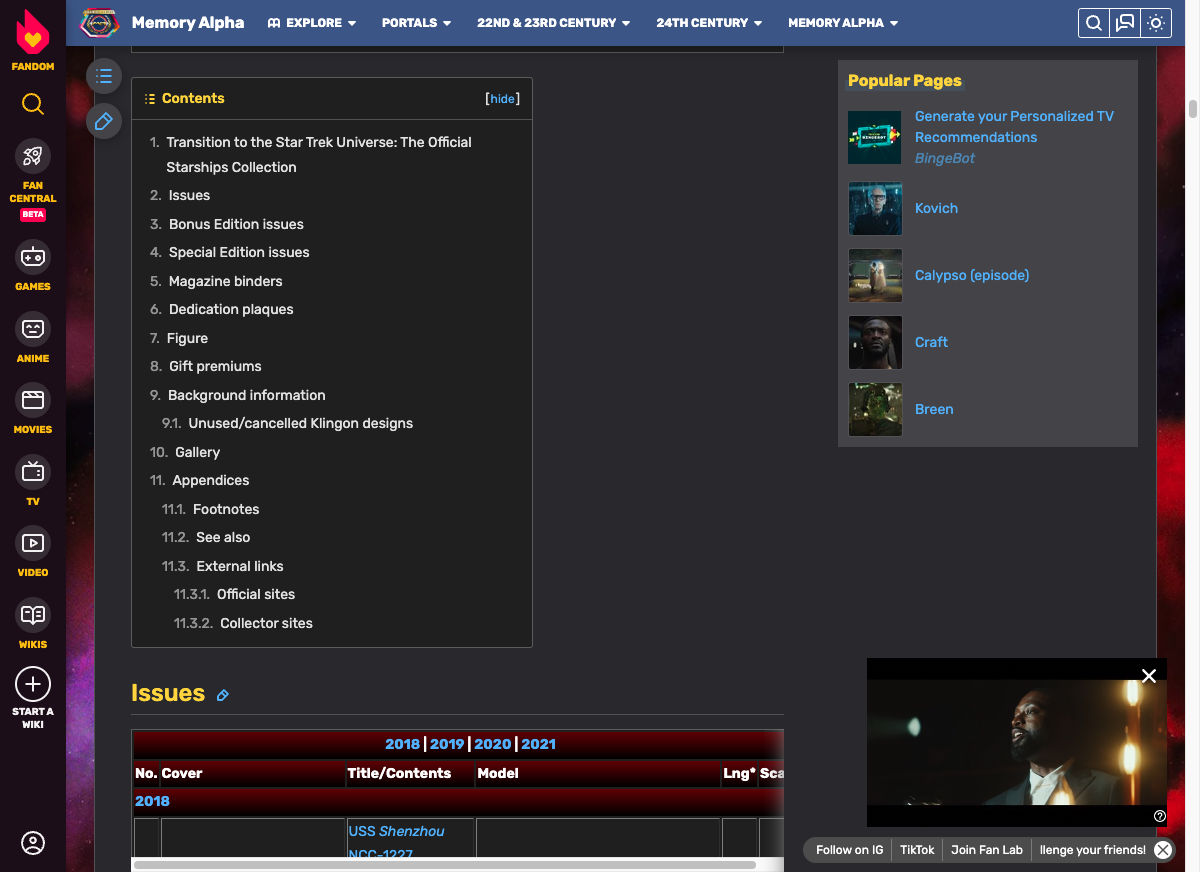 Memory Alpha
EXPLORE
PORTALS
22ND & 23RD CENTURY
24TH CENTURY
MEMORY ALPHA
FANDOM
FAN
CENTRAL
BETA
GAMES
ANIME
MOVIES
TV
VIDEO
WIKIS
START A
WIKI
Contents [hide]
1. Transition to the Star Trek Universe: The Official
Starships Collection
2. Issues
3. Bonus Edition issues
4. Special Edition issues
5. Magazine binders
6. Dedication plaques
7. Figure
8. Gift premiums
9. Background information
9.1. Unused/cancelled Klingon designs
10. Gallery
11. Appendices
11.1. Footnotes
11.2. See also
11.3. External links
11.3.1. Official sites
11.3.2. Collector sites
Issues
2018 | 2019 | 2020 | 2021
No. Cover Title/Contents Model Lng* Sca
2018
USS Shenzhou
NCC-1227
Popular Pages
Generate your Personalized TV
Recommendations
BingeBot
Kovich
Calypso (episode)
Craft
Breen
Follow on IG
TikTok
Join Fan Lab
llenge your friends!